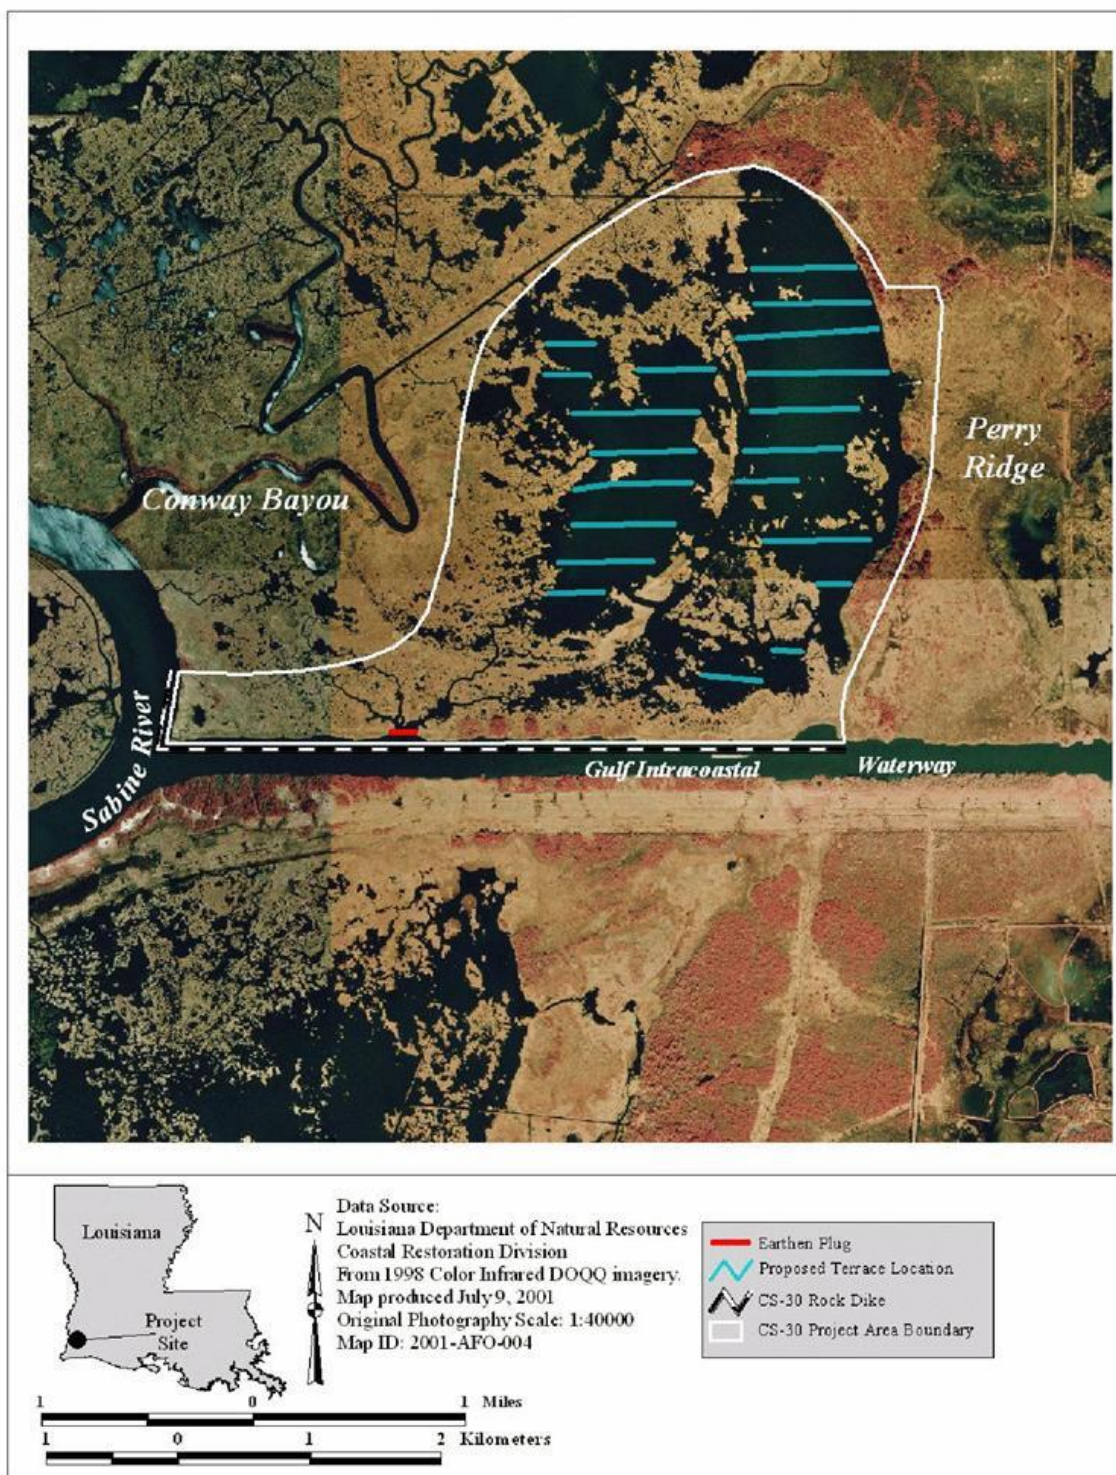 Conway Bayou
Perry
Ridge
Sabine River
Gulf Intracoastal
Waterway
Louisiana
Project
Site
N
Data Source:
Louisiana Department of Natural Resources
Coastal Restoration Division
From 1998 Color Infrared DOQQ imagery.
Map produced July 9, 2001
Original Photography Scale: 1:40000
Map ID: 2001-AFO-004
Earthen Plug
Proposed Terrace Location
CS-30 Rock Dike
CS-30 Project Area Boundary
1 0 1 Miles
1 0 1 2 Kilometers